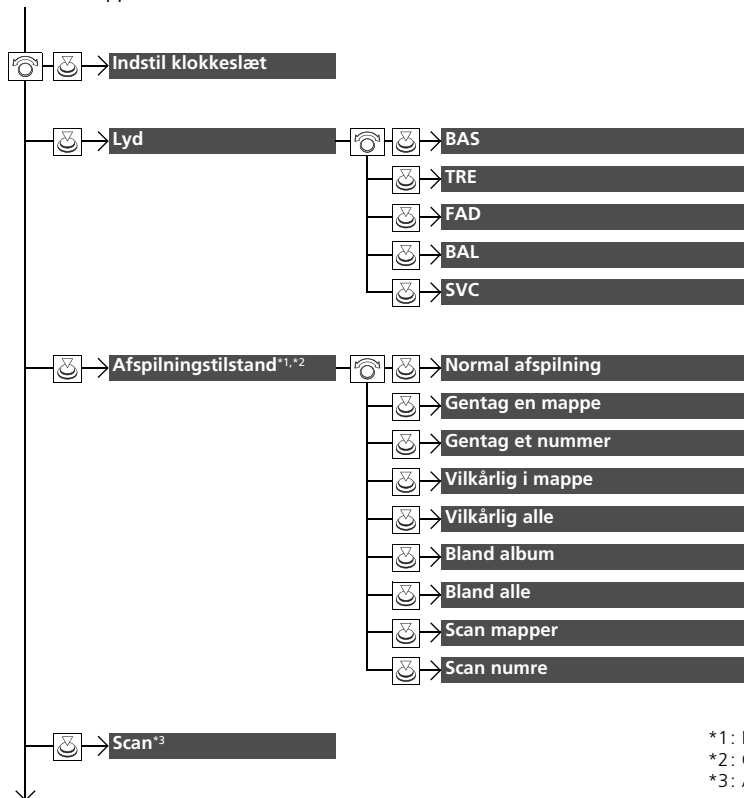 Indstil klokkeslæt
Lyd
BAS
TRE
FAD
BAL
SVC
Afspilningstilstand*1,*2
Normal afspilning
Gentag en mappe
Gentag et nummer
Vilkårlig i mappe
Vilkårlig alle
Bland album
Bland alle
Scan mapper
Scan numre
Scan*3
*1:
*2:
*3: